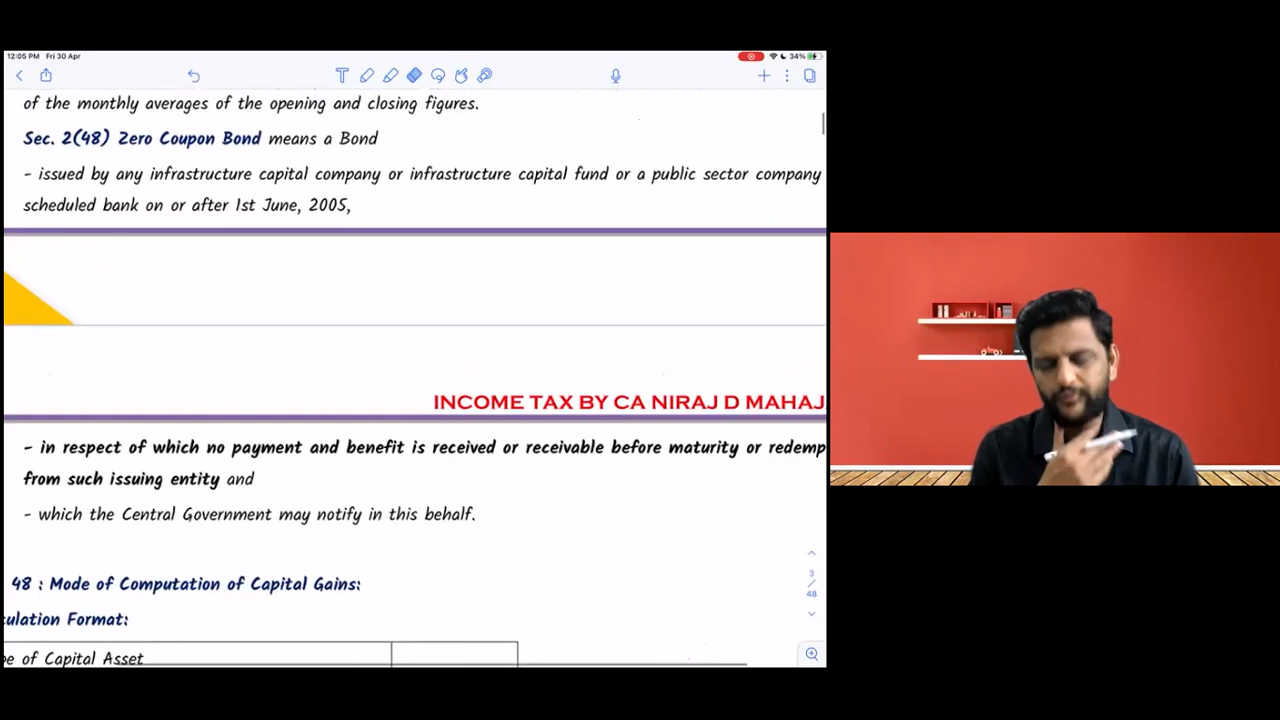 12:05 PM Fri 30 Apr
34%
of the monthly averages of the opening and closing figures.
Sec. 2(48) Zero Coupon Bond means a Bond
- issued by any infrastructure capital company or infrastructure capital fund or a public sector company
scheduled bank on or after 1st June, 2005,
INCOME TAX BY CA NIRAJ D MAHAJ
- in respect of which no payment and benefit is received or receivable before maturity or redemp
from such issuing entity and
- which the Central Government may notify in this behalf.
48 : Mode of Computation of Capital Gains:
culation Format:
pe of Capital Asset
3
/
48